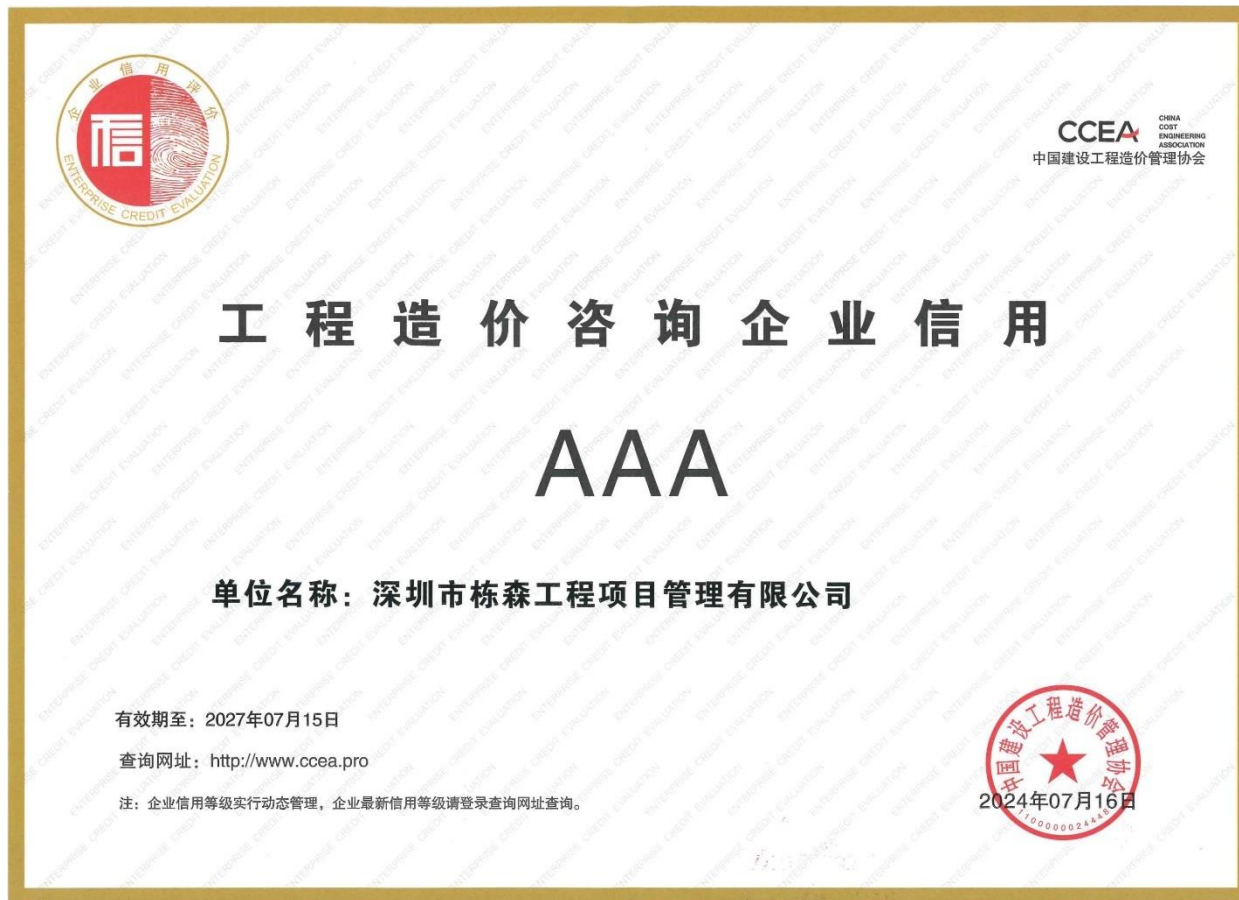 企业信用评价
ENTERPRISE CREDIT EVALUATION
CCEA
CHINA
COST
ENGINEERING
ASSOCIATION
中国建设工程造价管理协会
工程造价咨询企业信用
AAA
单位名称：深圳市栋森工程项目管理有限公司
有效期至：2027年07月15日
查询网址：http://www.ccea.pro
注：企业信用等级实行动态管理，企业最新信用等级请登录查询网址查询。
中国建设工程造价管理协会
2024年07月16日